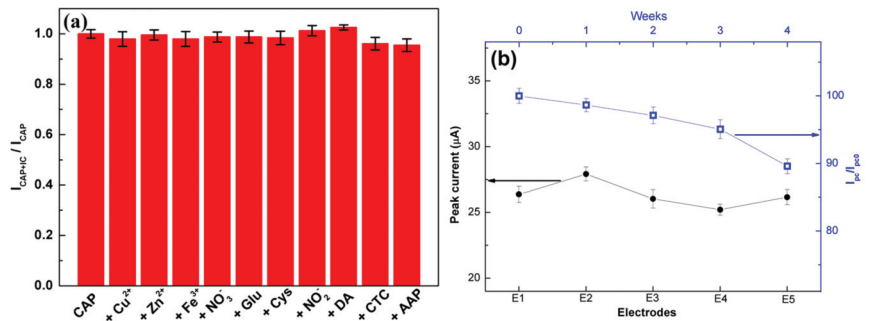 (a)
I_CAP+IC / I_CAP
1.0
0.8
0.6
0.4
0.2
0.0
CAP
+ Cu²⁺
+ Zn²⁺
+ Fe³⁺
+ NO₃⁻
+ Glu
+ Cys
+ NO₂⁻
+ DA
+ CTC
+ AAP
Weeks
0 1 2 3 4
(b)
Peak current (μA)
40
35
30
25
20
I_pc/I_pc0
100
90
85
80
E1 E2 E3 E4 E5
Electrodes